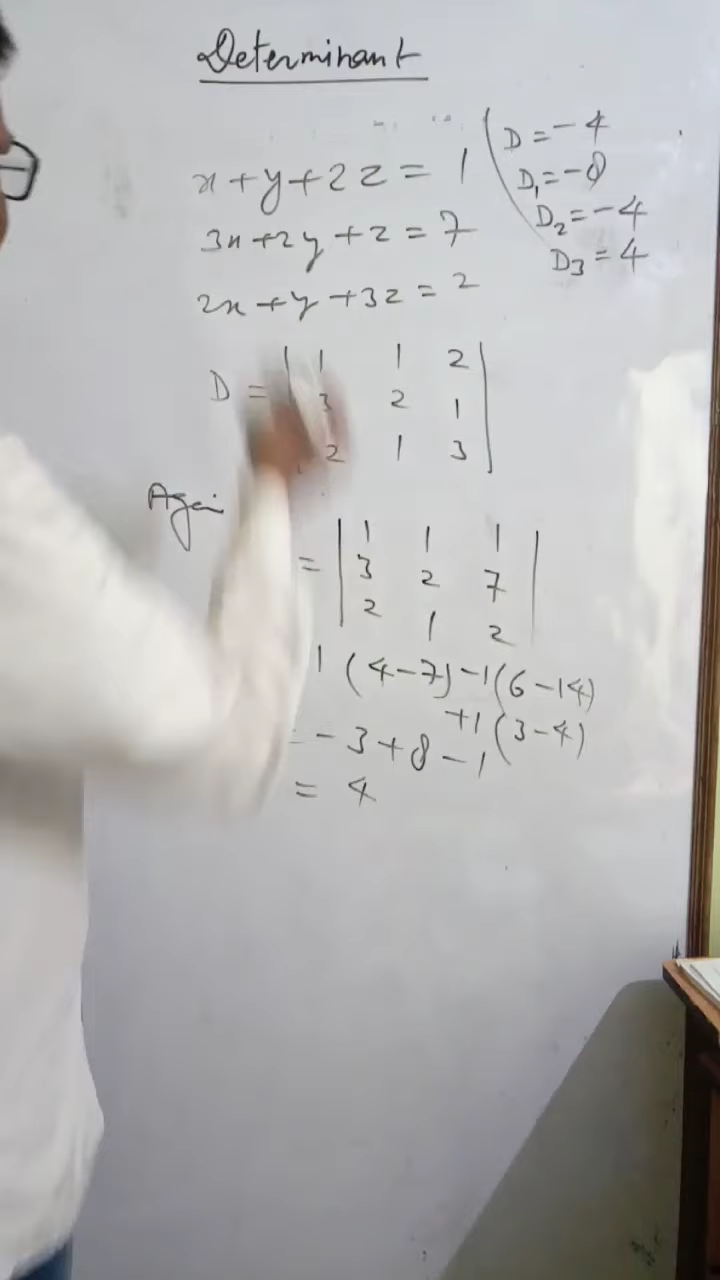 Determinant
x+y+2z = 1
3x+2y+z = 7
2x+y+3z = 2
D = -4
D₁ = -8
D₂ = -4
D₃ = 4
D = | 1 1 2 |
3 2 1
2 1 3
Agai
= | 1 1 1 |
3 2 7
2 1 2
1 (4-7) -1(6-14)
+1(3-4)
= -3+8-1
= 4